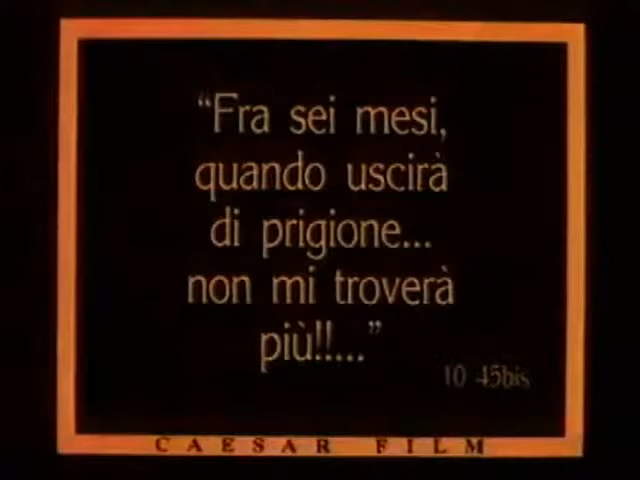 “Fra sei mesi,
quando uscirà
di prigione...
non mi troverà
più!!...”
10 45bis
CAESAR FILM